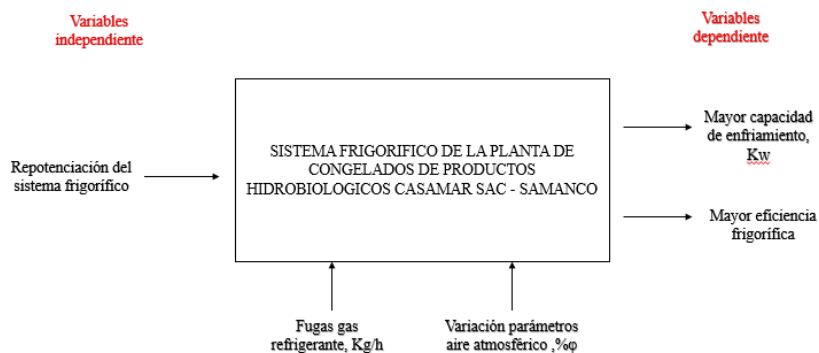 Variables
independiente
Variables
dependiente
Repotenciación del
sistema frigorífico
SISTEMA FRIGORIFICO DE LA PLANTA DE
CONGELADOS DE PRODUCTOS
HIDROBIOLOGICOS CASAMAR SAC - SAMANCO
Mayor capacidad
de enfriamiento,
Kw
Mayor eficiencia
frigorífica
Fugas gas
refrigerante, Kg/h
Variación parámetros
aire atmosférico ,%φ